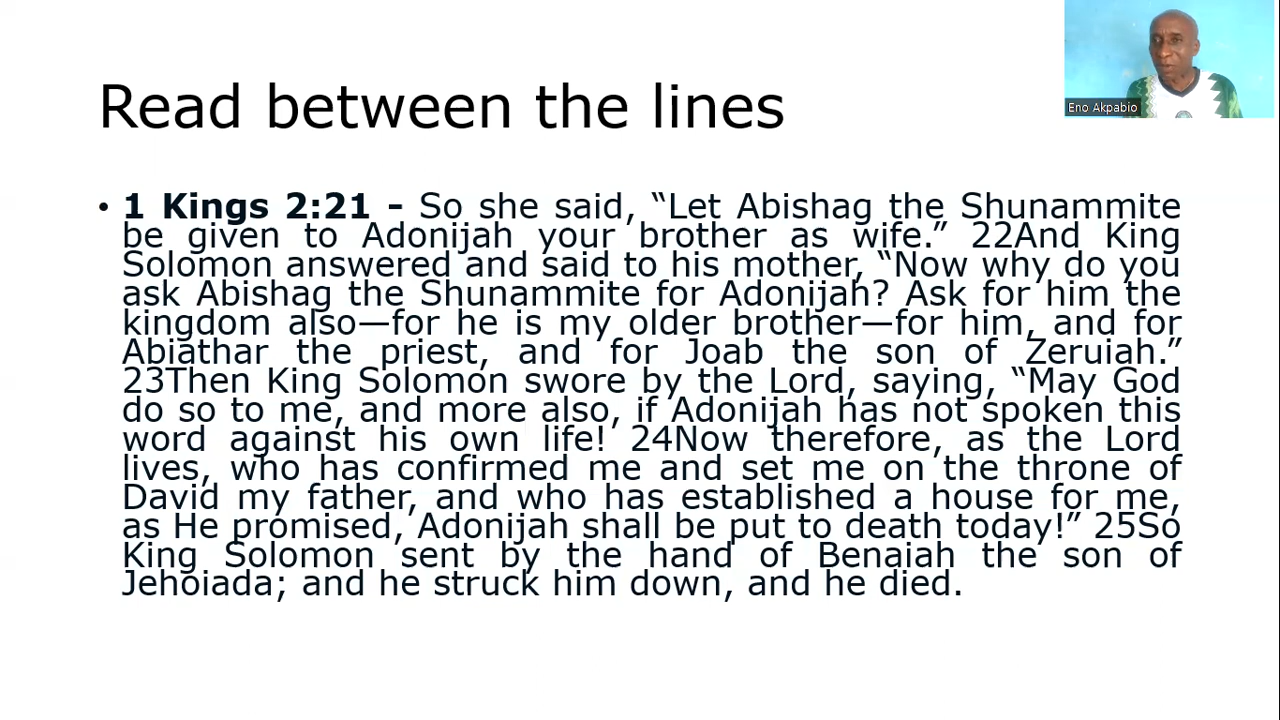 Eno Akpabio
Read between the lines
• 1 Kings 2:21 - So she said, “Let Abishag the Shunammite
be given to Adonijah your brother as wife.” 22And King
Solomon answered and said to his mother, “Now why do you
ask Abishag the Shunammite for Adonijah? Ask for him the
kingdom also—for he is my older brother—for him, and for
Abiathar the priest, and for Joab the son of Zeruiah.”
23Then King Solomon swore by the Lord, saying, “May God
do so to me, and more also, if Adonijah has not spoken this
word against his own life! 24Now therefore, as the Lord
lives, who has confirmed me and set me on the throne of
David my father, and who has established a house for me,
as He promised, Adonijah shall be put to death today!” 25So
King Solomon sent by the hand of Benaiah the son of
Jehoiada; and he struck him down, and he died.